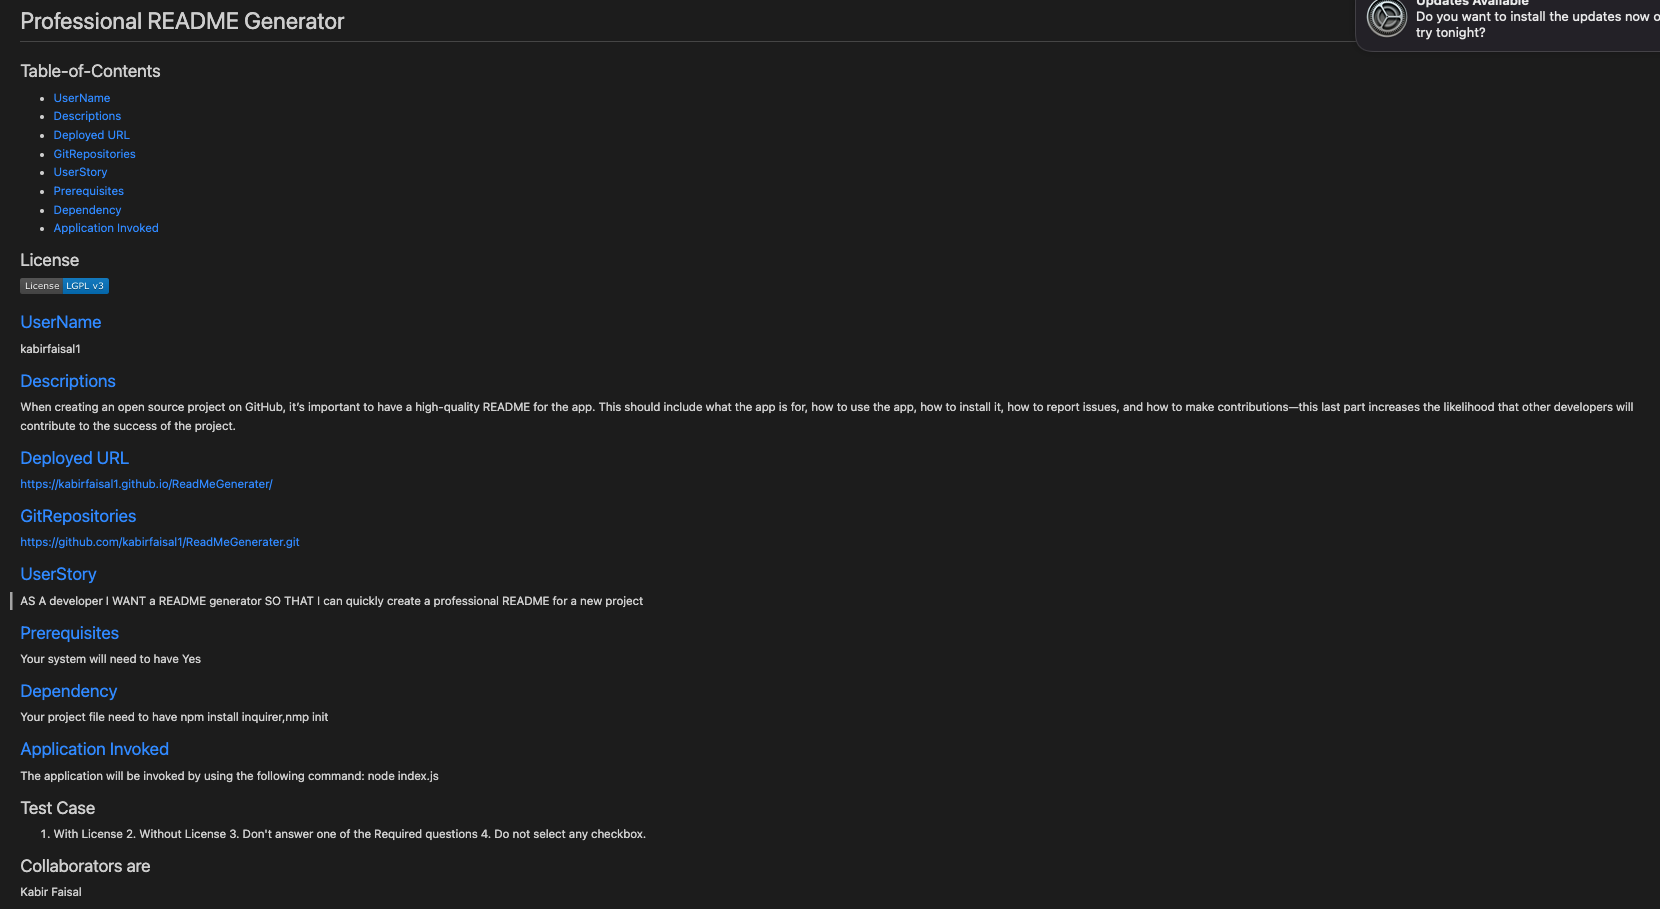 Professional README Generator
Updates Available
Do you want to install the updates now o
try tonight?
Table-of-Contents
UserName
Descriptions
Deployed URL
GitRepositories
UserStory
Prerequisites
Dependency
Application Invoked
License
License LGPL v3
UserName
kabirfaisal1
Descriptions
When creating an open source project on GitHub, it's important to have a high-quality README for the app. This should include what the app is for, how to use the app, how to install it, how to report issues, and how to make contributions—this last part increases the likelihood that other developers will
contribute to the success of the project.
Deployed URL
https://kabirfaisal1.github.io/ReadMeGenerater/
GitRepositories
https://github.com/kabirfaisal1/ReadMeGenerater.git
UserStory
AS A developer I WANT a README generator SO THAT I can quickly create a professional README for a new project
Prerequisites
Your system will need to have Yes
Dependency
Your project file need to have npm install inquirer,nmp init
Application Invoked
The application will be invoked by using the following command: node index.js
Test Case
1. With License 2. Without License 3. Don't answer one of the Required questions 4. Do not select any checkbox.
Collaborators are
Kabir Faisal